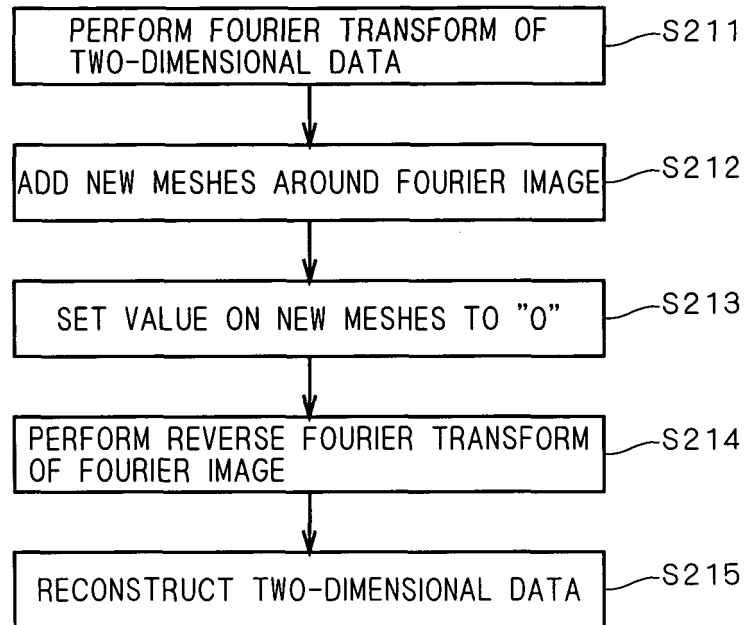 PERFORM FOURIER TRANSFORM OF
TWO-DIMENSIONAL DATA
S211
ADD NEW MESHES AROUND FOURIER IMAGE
S212
SET VALUE ON NEW MESHES TO "0"
S213
PERFORM REVERSE FOURIER TRANSFORM
OF FOURIER IMAGE
S214
RECONSTRUCT TWO-DIMENSIONAL DATA
S215